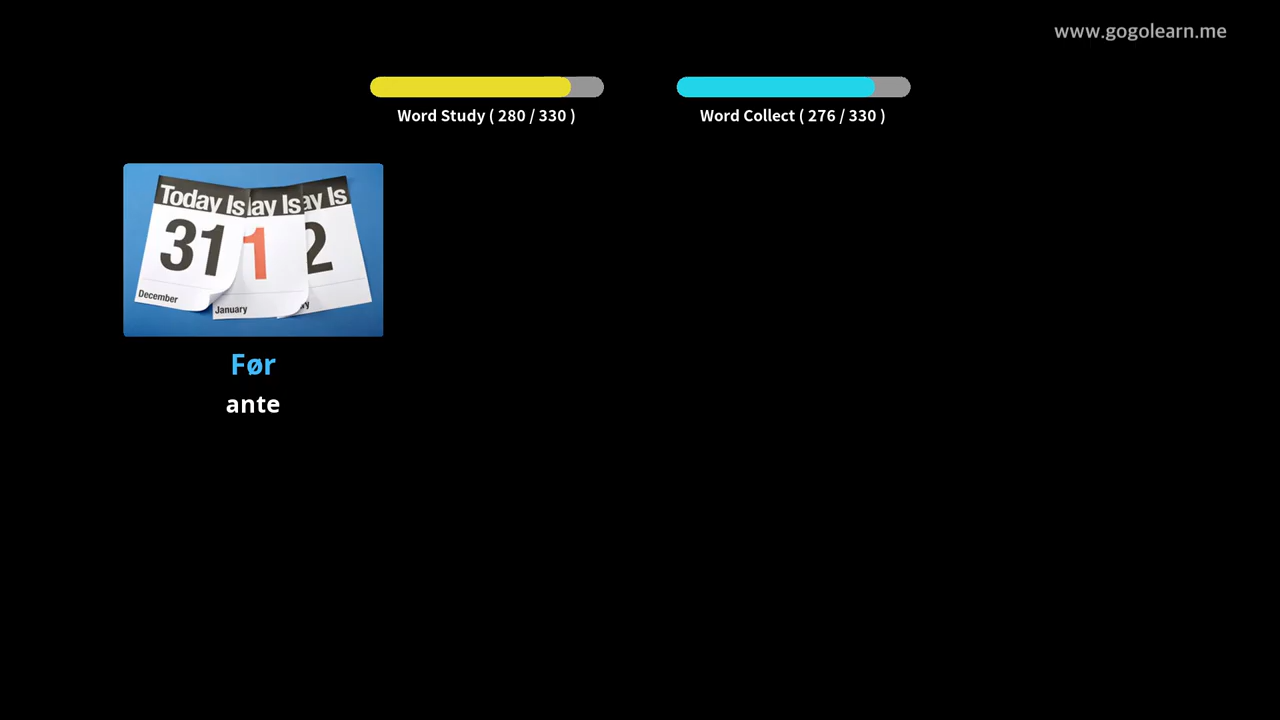 www.gogolearn.me
Word Study ( 280 / 330 )
Word Collect ( 276 / 330 )
Today Is
ay Is
ay Is
31
1
2
December
January
Før
ante